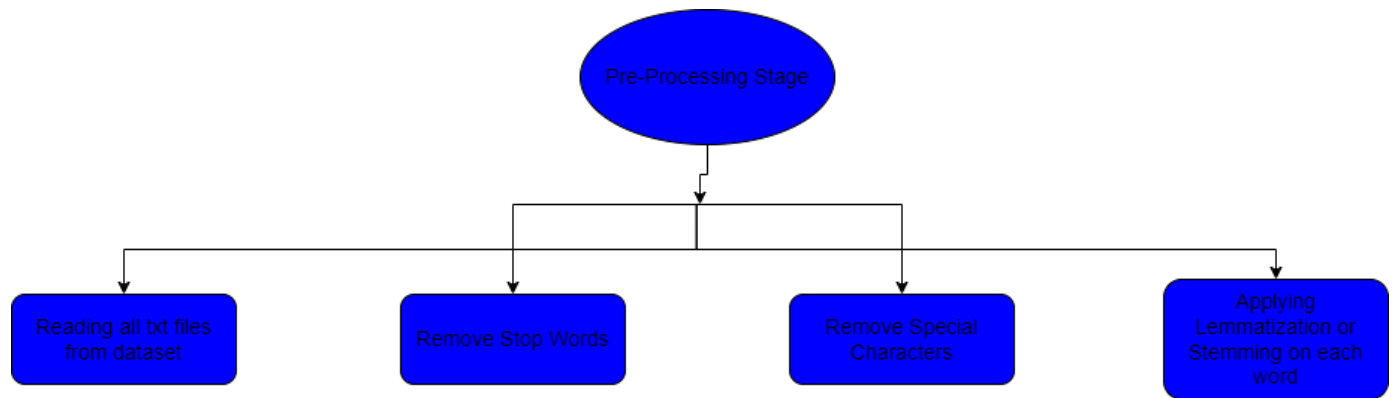 Pre-Processing Stage
Reading all txt files
from dataset
Remove Stop Words
Remove Special
Characters
Applying
Lemmatization or
Stemming on each
word